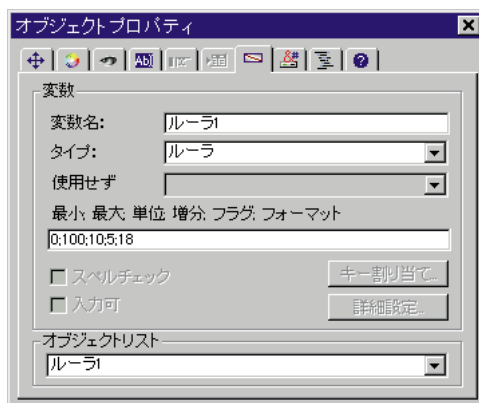 オブジェクトプロパティ
変数
変数名: ルーラ1
タイプ: ルーラ
使用せず
最小; 最大; 単位; 増分; フラグ; フォーマット
0;100;10;5;18
スペルチェック
キー割り当て...
入力可
詳細設定...
オブジェクトリスト
ルーラ1